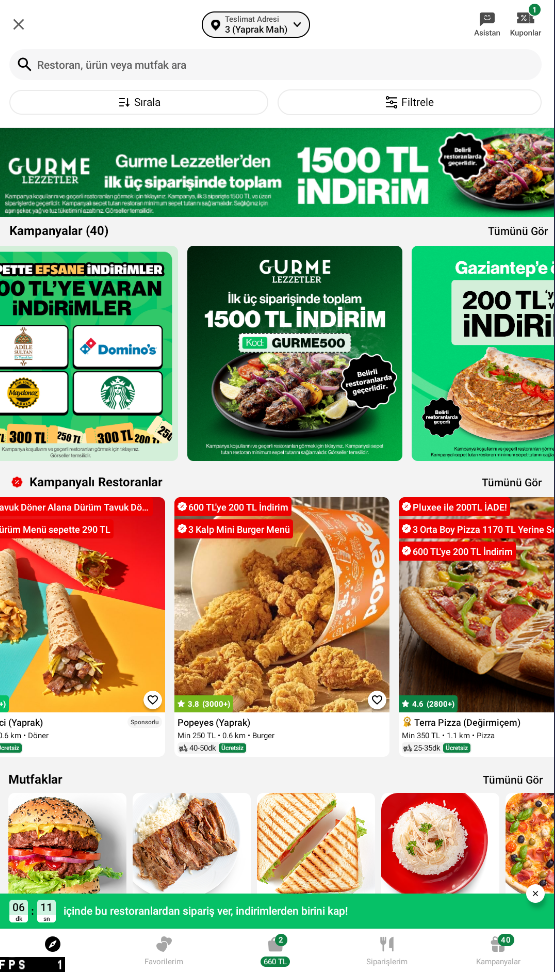 Teslimat Adresi
3 (Yaprak Mah)
1
Asistan
Kuponlar
Restoran, ürün veya mutfak ara
Sırala
Filtrele
GURME
LEZZETLER
Gurme Lezzetler'den
ilk üç siparişinde toplam
1500 TL
İNDİRİM
Belirli
restoranlarda
geçerlidir.
Kampanyalar (40)
Tümünü Gör
PETTE EFSANE İNDİRİMLER
00 TL'YE VARAN
İNDİRİMLER
ADİLE
SULTAN
Domino's
Maydonoz
300 TL
250 TL
300 TL
GURME
LEZZETLER
İlk üç siparişinde toplam
1500 TL İNDİRİM
Kod: GURME500
Belirli
restoranlarda
geçerlidir.
Gaziantep'e ö
200 TL'y
e
İNDİRİ
Belirli
restoranlarda
geçerli
Kampanyalı Restoranlar
Tümünü Gör
avuk Döner Alana Dürüm Tavuk Dö...
ürüm Menü sepette 290 TL
+)
ci (Yaprak)
Sponsorlu
0.6 km • Döner
Ücretsiz
600 TL'ye 200 TL İndirim
3 Kalp Mini Burger Menü
POPEYES
3.8 (3000+)
Popeyes (Yaprak)
Min 250 TL • 0.6 km • Burger
40-50dk
Ücretsiz
Pluxee ile 200TL İADE!
3 Orta Boy Pizza 1170 TL Yerine Se
600 TL'ye 200 TL İndirim
4.6 (2800+)
Terra Pizza (Değirmiçem)
Min 350 TL • 1.1 km • Pizza
25-35dk
Ücretsiz
Mutfaklar
Tümünü Gör
06
dk
:
11
sn
içinde bu restoranlardan sipariş ver, indirimlerden birini kap!
Favorilerim
2
660 TL
Siparişlerim
40
Kampanyalar
FPS 1